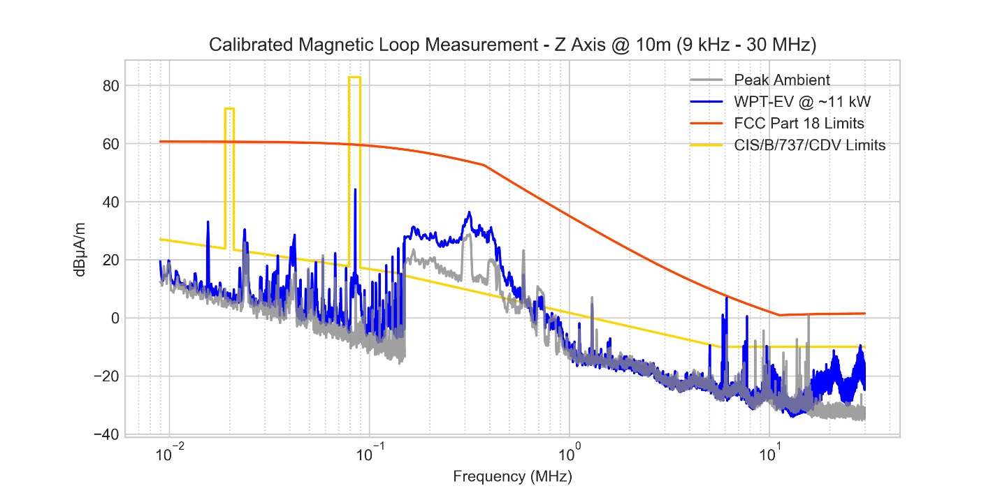 Calibrated Magnetic Loop Measurement - Z Axis @ 10m (9 kHz - 30 MHz)
Peak Ambient
WPT-EV @ ~11 kW
FCC Part 18 Limits
CIS/B/737/CDV Limits
dBµA/m
80
60
40
20
0
−20
−40
10⁻² 10⁻¹ 10⁰ 10¹
Frequency (MHz)